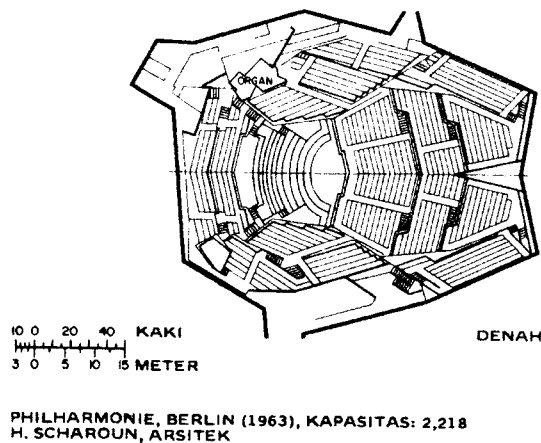 ORGAN
10 0 20 40 KAKI
3 0 5 10 15 METER
DENAH
PHILHARMONIE, BERLIN (1963), KAPASITAS: 2,218
H. SCHAROUN, ARSITEK